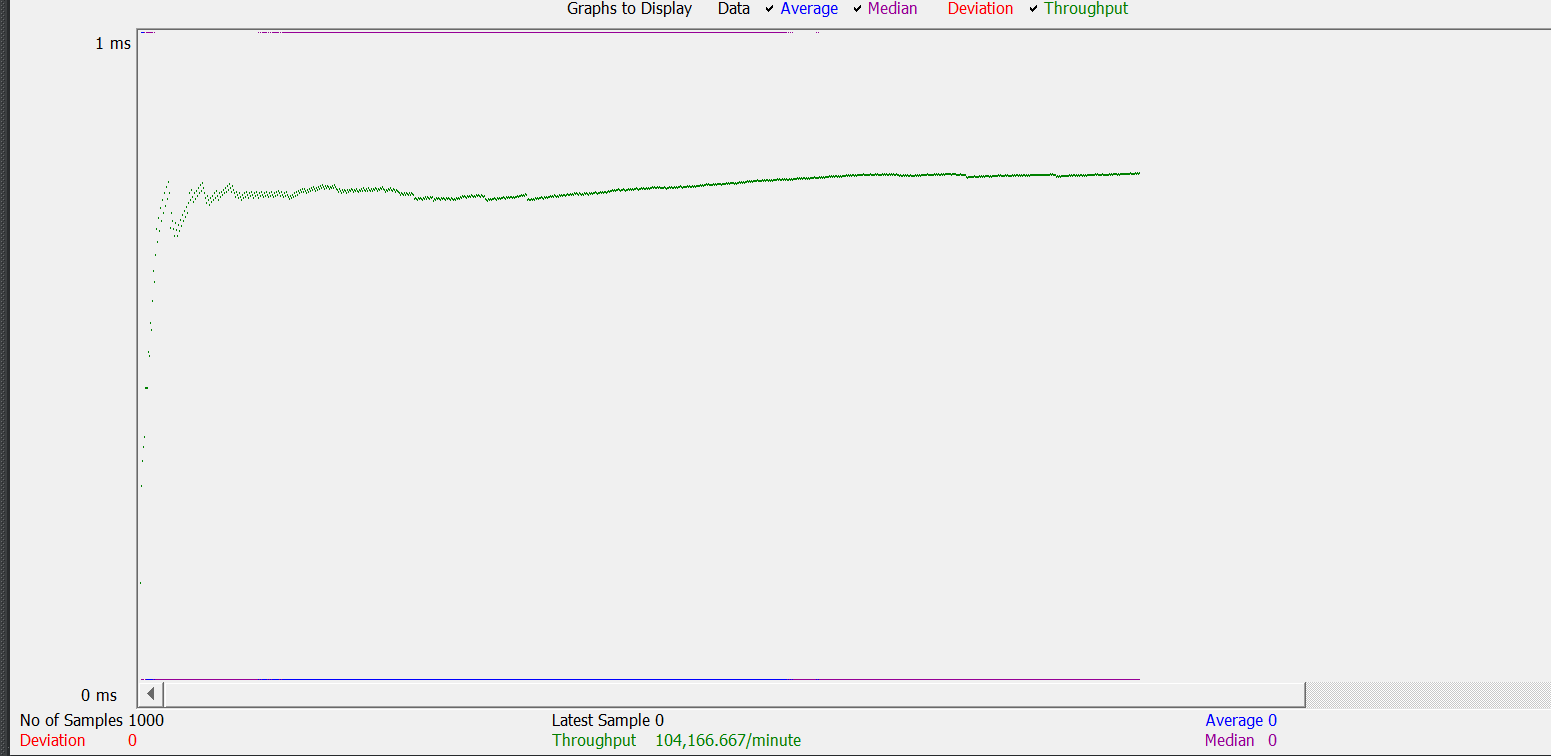 Graphs to Display Data Average Median Deviation Throughput
1 ms
0 ms
No of Samples 1000 Latest Sample 0 Average 0
Deviation 0 Throughput 104,166.667/minute Median 0